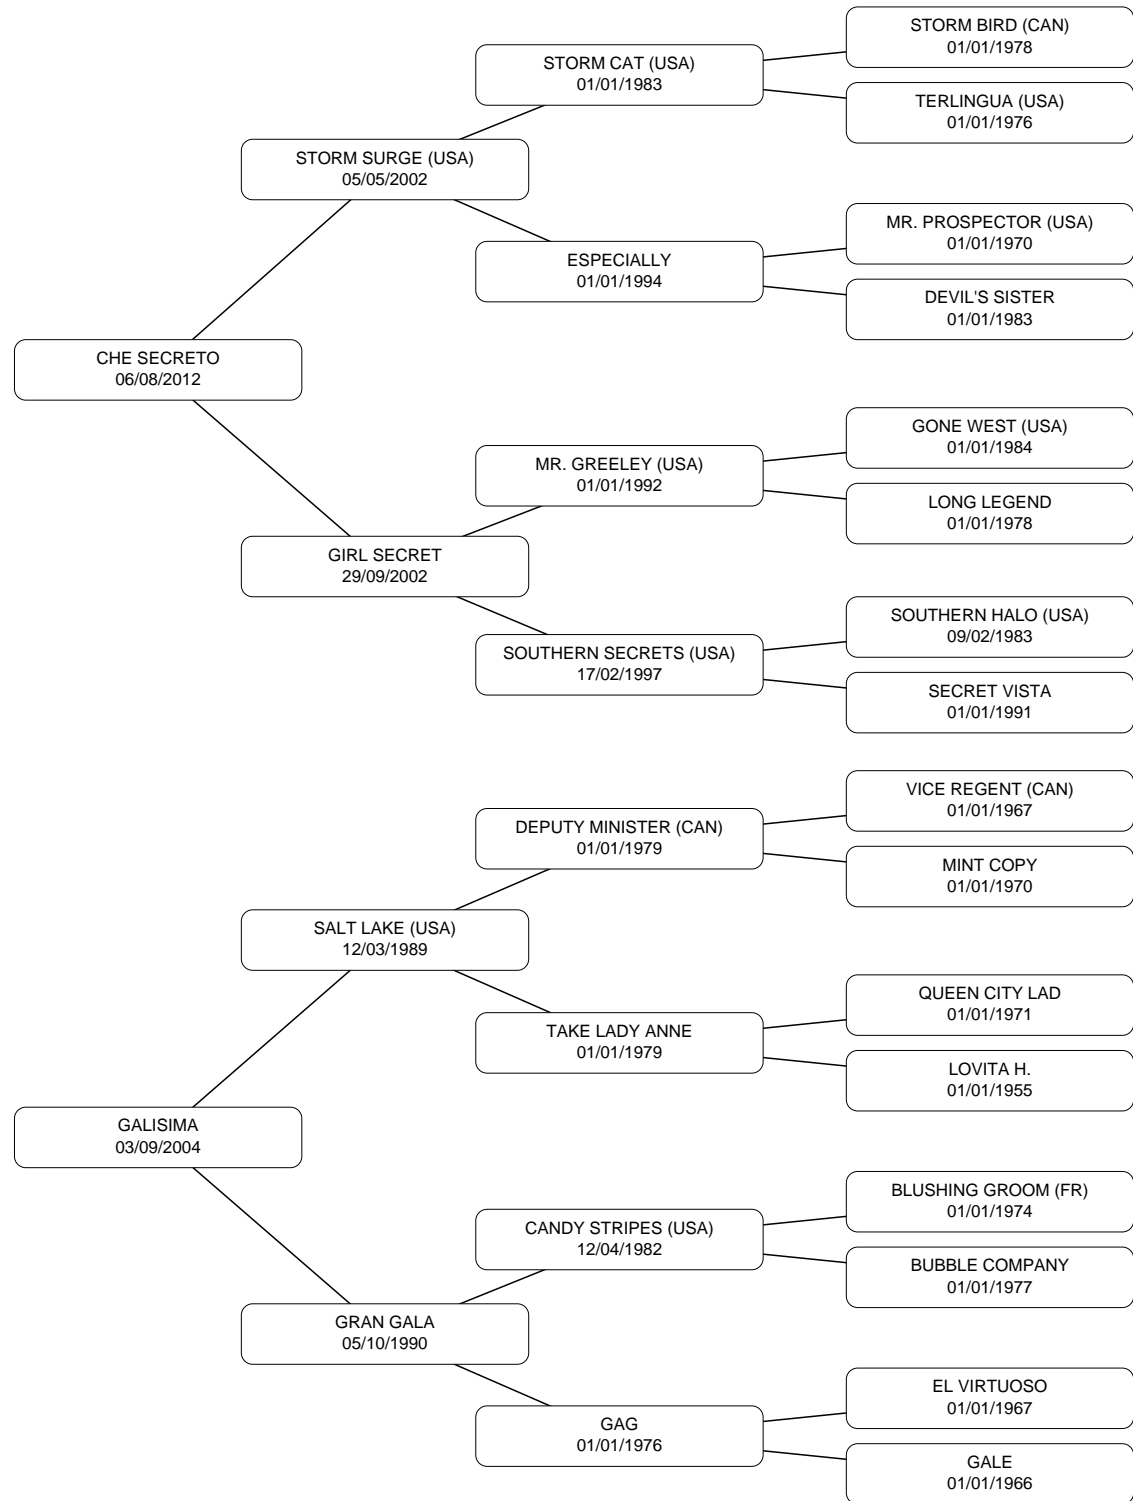 STORM BIRD (CAN)
01/01/1978
STORM CAT (USA)
01/01/1983
TERLINGUA (USA)
01/01/1976
STORM SURGE (USA)
05/05/2002
MR. PROSPECTOR (USA)
01/01/1970
ESPECIALLY
01/01/1994
DEVIL'S SISTER
01/01/1983
CHE SECRETO
06/08/2012
GONE WEST (USA)
01/01/1984
MR. GREELEY (USA)
01/01/1992
LONG LEGEND
01/01/1978
GIRL SECRET
29/09/2002
SOUTHERN HALO (USA)
09/02/1983
SOUTHERN SECRETS (USA)
17/02/1997
SECRET VISTA
01/01/1991
VICE REGENT (CAN)
01/01/1967
DEPUTY MINISTER (CAN)
01/01/1979
MINT COPY
01/01/1970
SALT LAKE (USA)
12/03/1989
QUEEN CITY LAD
01/01/1971
TAKE LADY ANNE
01/01/1979
LOVITA H.
01/01/1955
GALISIMA
03/09/2004
BLUSHING GROOM (FR)
01/01/1974
CANDY STRIPES (USA)
12/04/1982
BUBBLE COMPANY
01/01/1977
GRAN GALA
05/10/1990
EL VIRTUOSO
01/01/1967
GAG
01/01/1976
GALE
01/01/1966